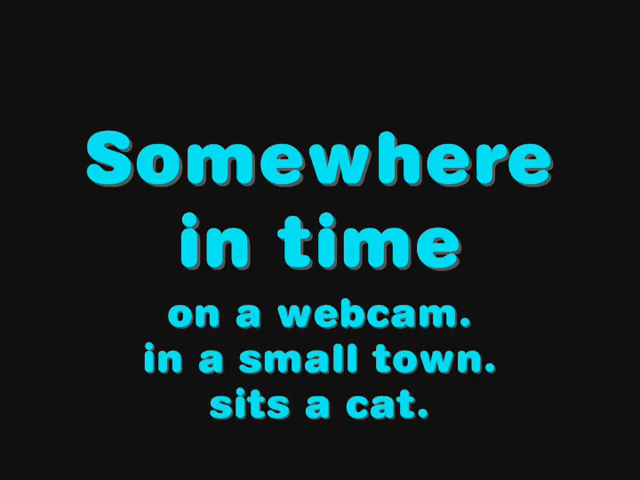 Somewhere
in time
on a webcam.
in a small town.
sits a cat.